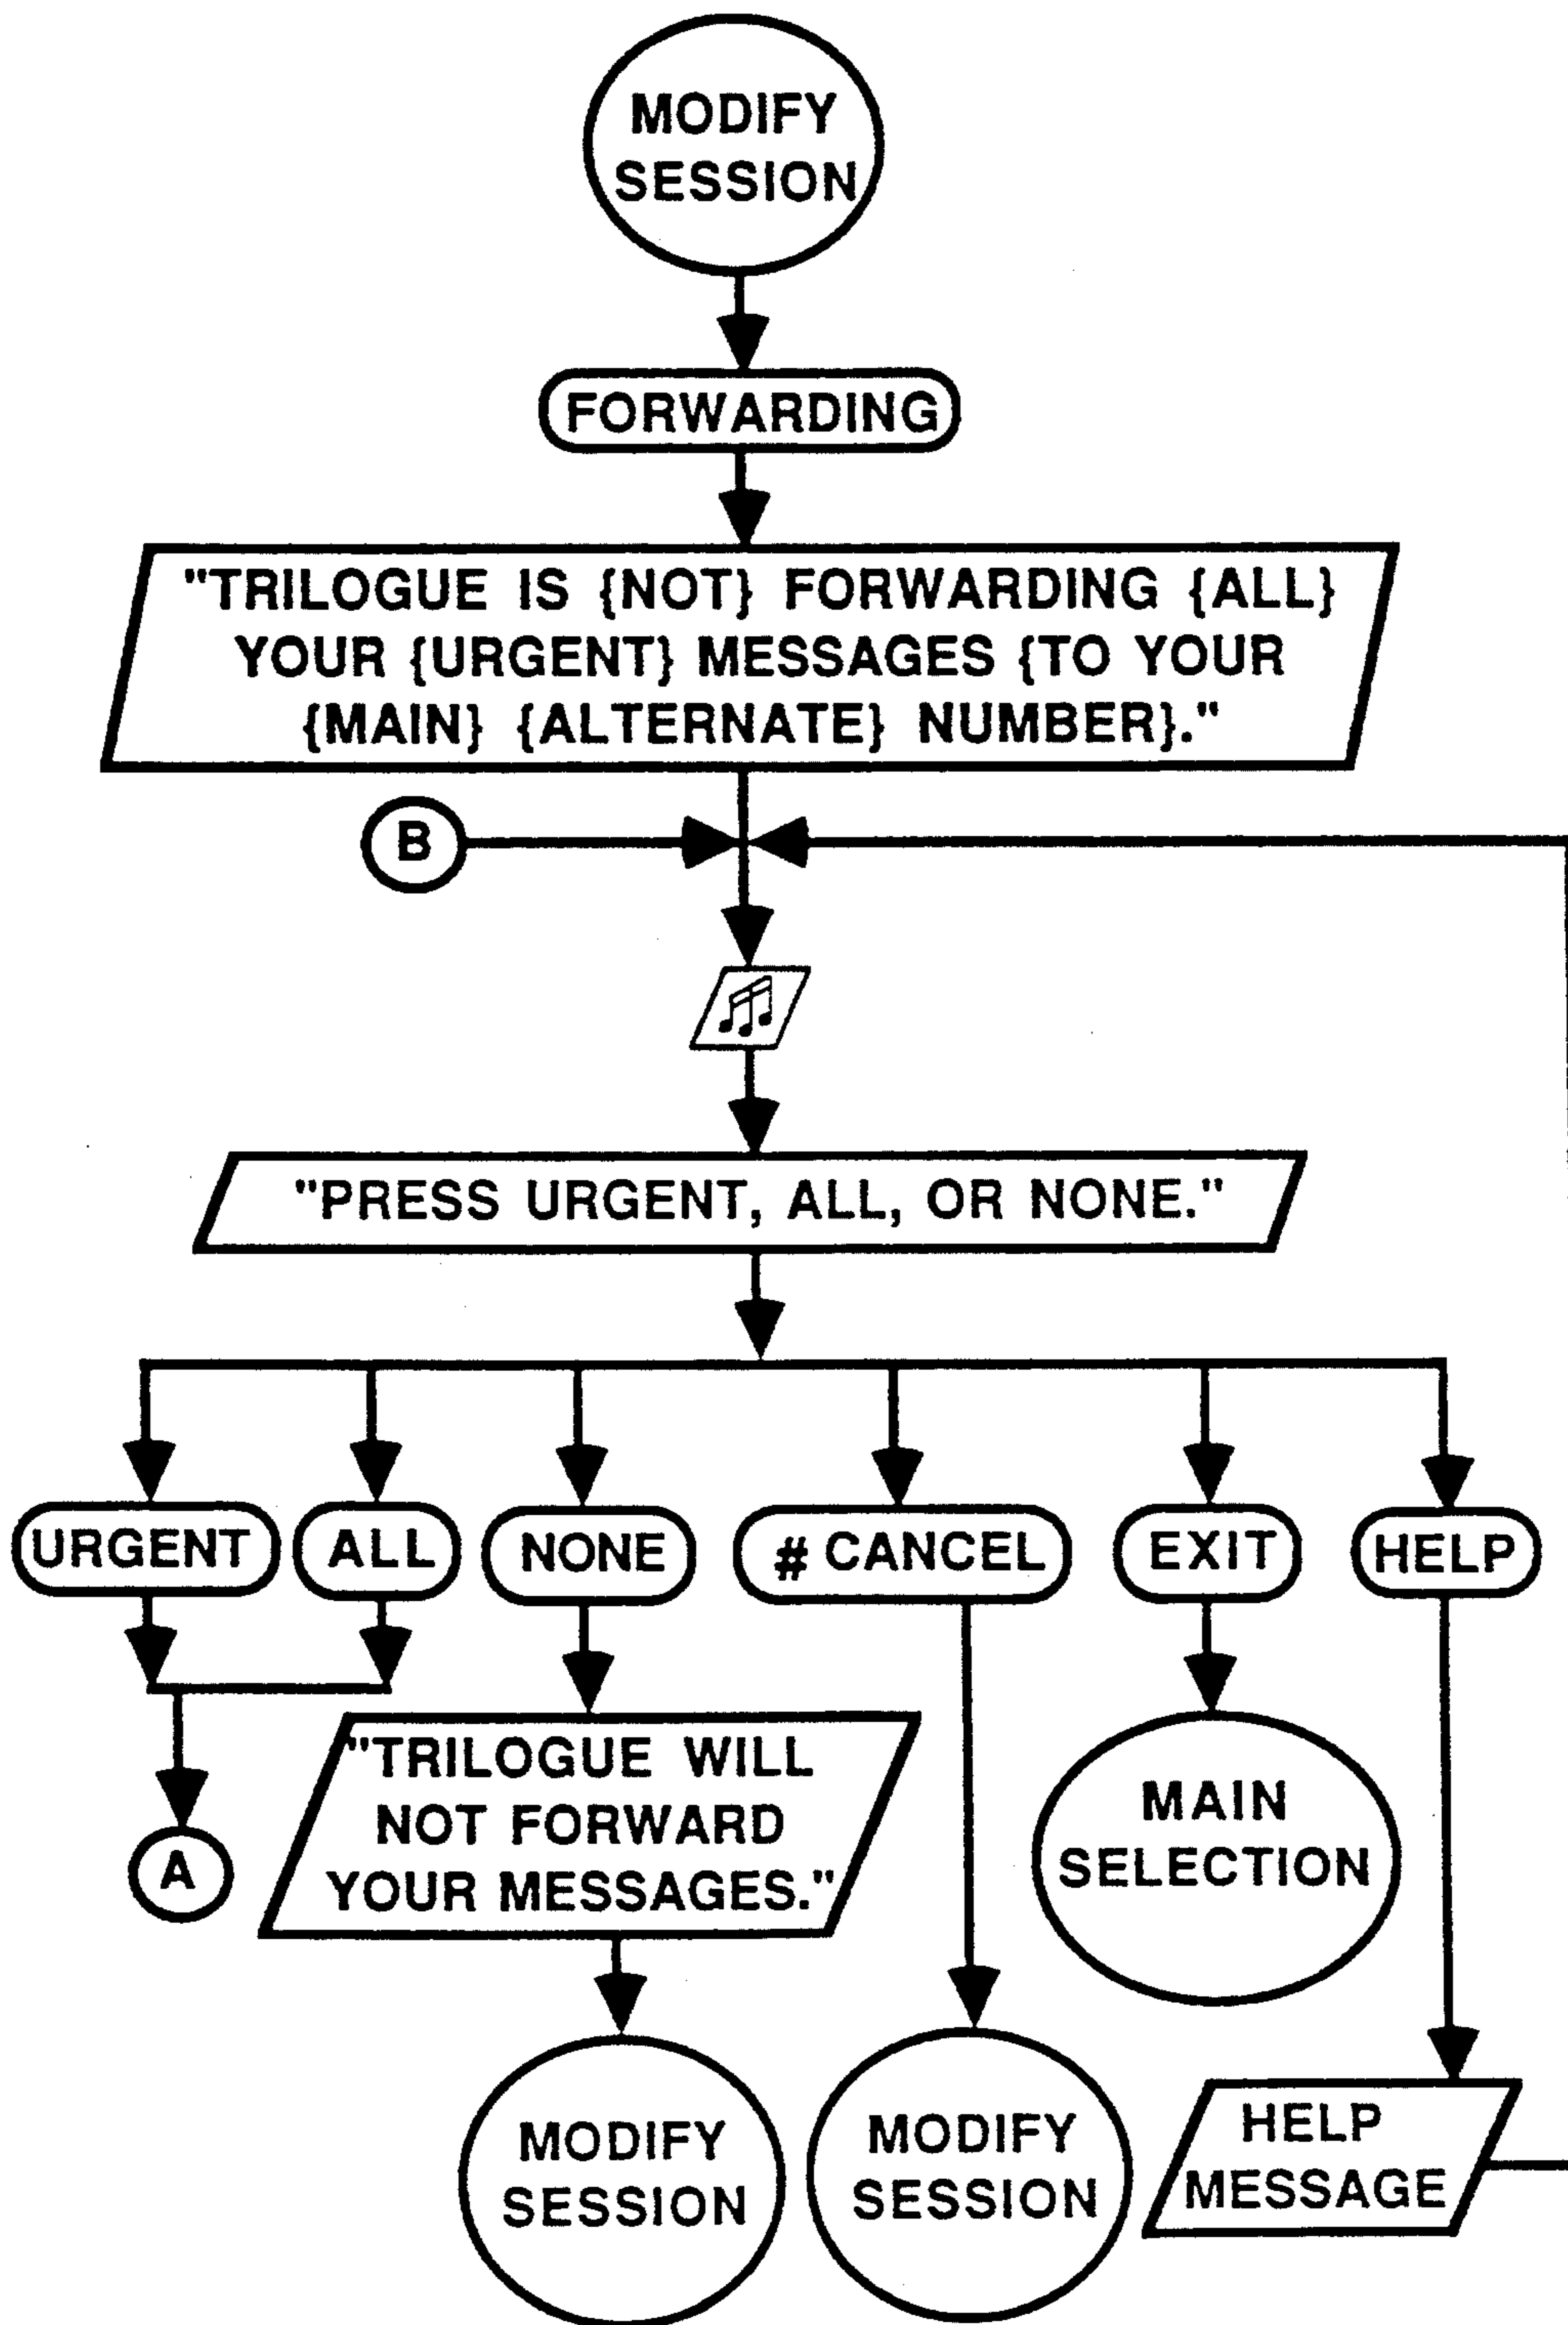 MODIFY
SESSION
FORWARDING
"TRILOGUE IS {NOT} FORWARDING {ALL}
YOUR {URGENT} MESSAGES {TO YOUR
{MAIN} {ALTERNATE} NUMBER}."
B
"PRESS URGENT, ALL, OR NONE."
URGENT
ALL
NONE
# CANCEL
EXIT
HELP
A
"TRILOGUE WILL
NOT FORWARD
YOUR MESSAGES."
MAIN
SELECTION
MODIFY
SESSION
MODIFY
SESSION
HELP
MESSAGE